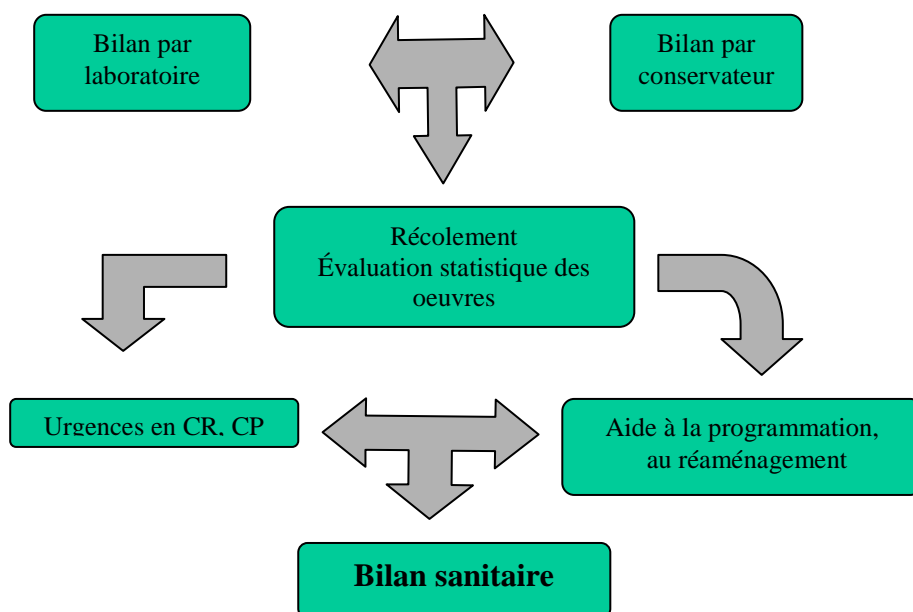 Bilan par
laboratoire
Bilan par
conservateur
Récolement
Évaluation statistique des
oeuvres
Urgences en CR, CP
Aide à la programmation,
au réaménagement
Bilan sanitaire